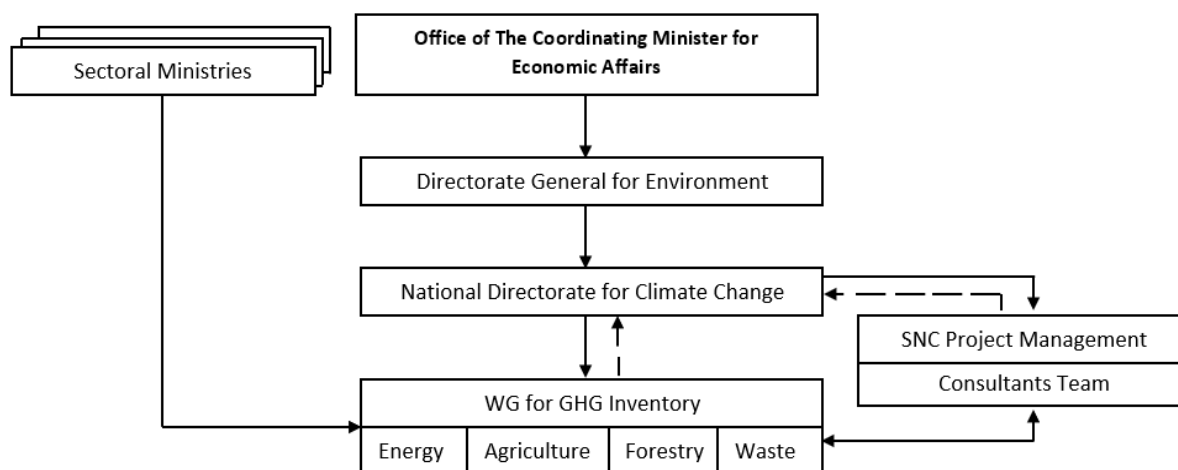 Sectoral Ministries
Office of The Coordinating Minister for
Economic Affairs
Directorate General for Environment
National Directorate for Climate Change
SNC Project Management
Consultants Team
WG for GHG Inventory
Energy
Agriculture
Forestry
Waste